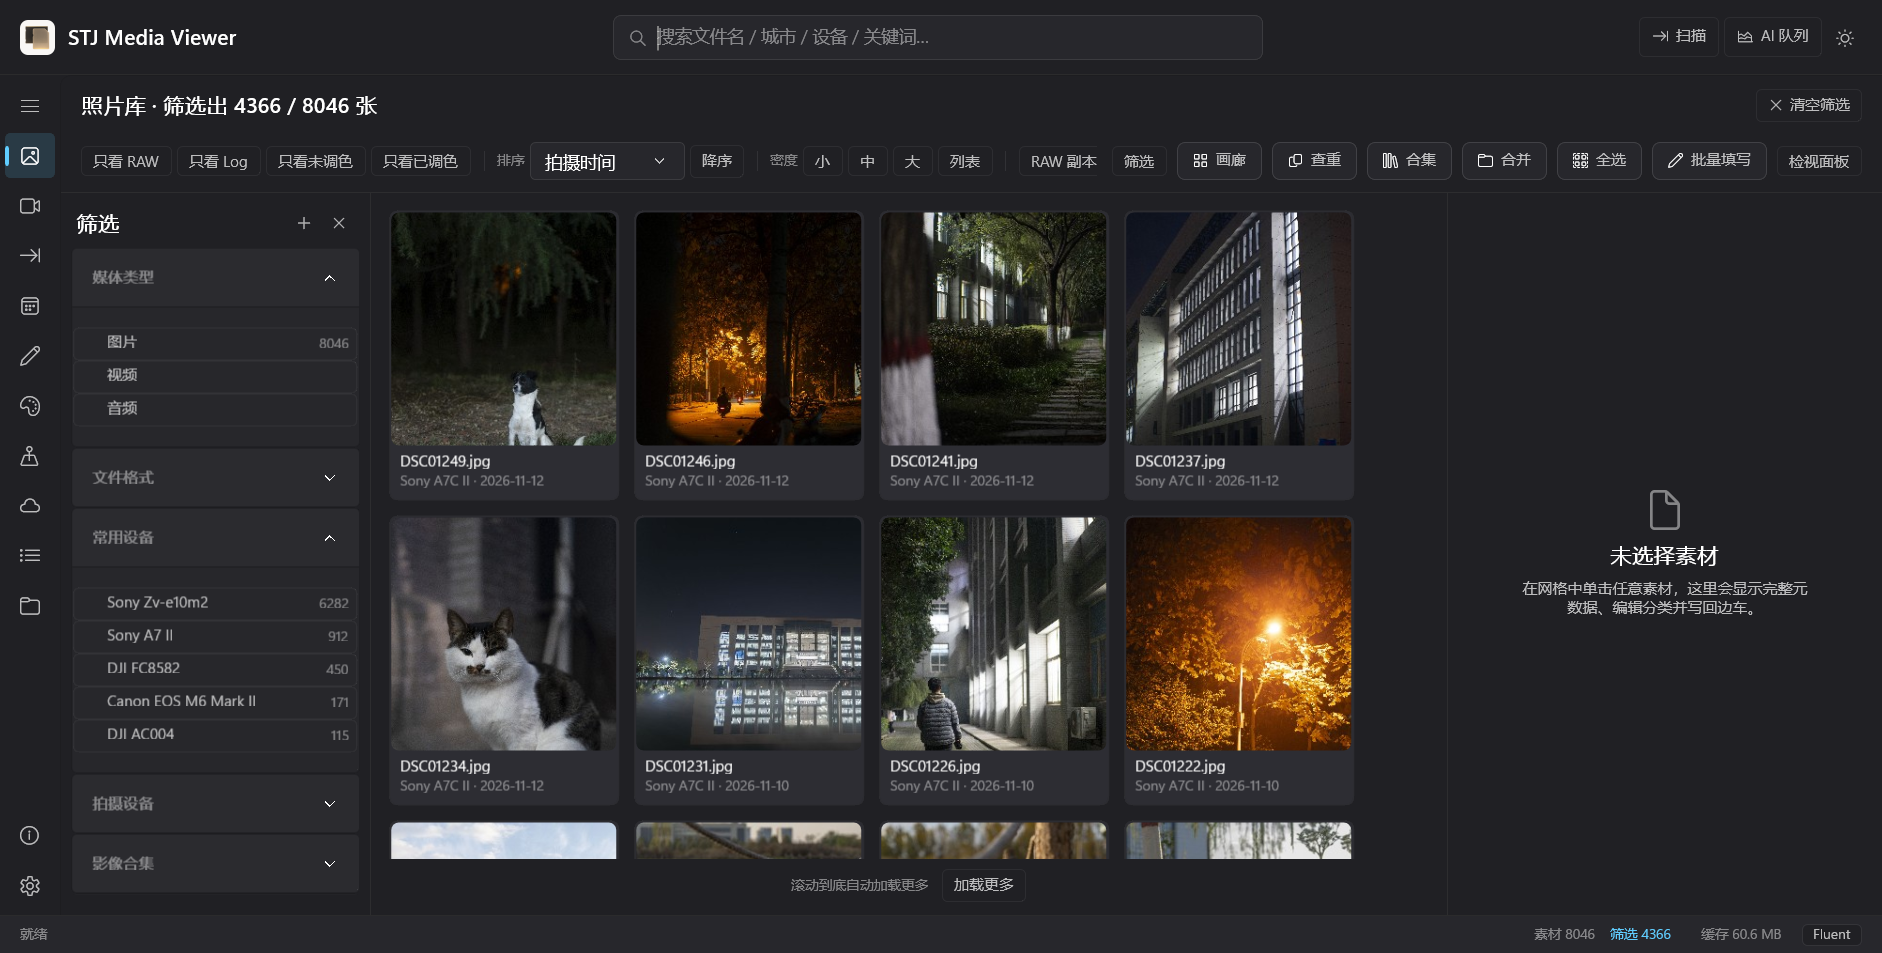 STJ Media Viewer
搜索文件名 / 城市 / 设备 / 关键词...
扫描
AI 队列
照片库 · 筛选出 4366 / 8046 张
清空筛选
只看 RAW
只看 Log
只看未调色
只看已调色
排序
拍摄时间
降序
密度
小
中
大
列表
RAW 副本
筛选
画廊
查重
合集
合并
全选
批量填写
检视面板
筛选
媒体类型
图片 8046
视频
音频
文件格式
常用设备
Sony Zv-e10m2 6282
Sony A7 II 912
DJI FC8582 450
Canon EOS M6 Mark II 171
DJI AC004 115
拍摄设备
影像合集
DSC01249.jpg
Sony A7C II · 2026-11-12
DSC01246.jpg
Sony A7C II · 2026-11-12
DSC01241.jpg
Sony A7C II · 2026-11-12
DSC01237.jpg
Sony A7C II · 2026-11-12
DSC01234.jpg
Sony A7C II · 2026-11-12
DSC01231.jpg
Sony A7C II · 2026-11-10
DSC01226.jpg
Sony A7C II · 2026-11-10
DSC01222.jpg
Sony A7C II · 2026-11-10
滚动到底自动加载更多
加载更多
未选择素材
在网格中单击任意素材，这里会显示完整元
数据、编辑分类并写回边车。
就绪
素材 8046
筛选 4366
缓存 60.6 MB
Fluent